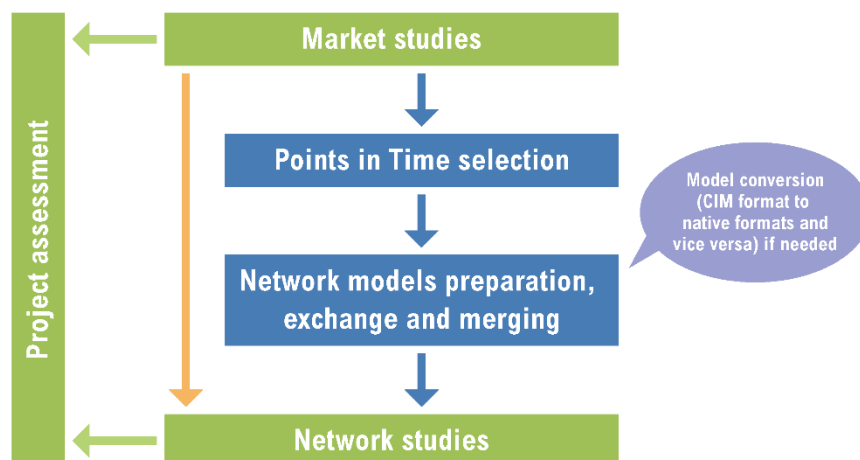 Market studies
Project assessment
Points in Time selection
Model conversion
(CIM format to
native formats and
vice versa) if needed
Network models preparation,
exchange and merging
Network studies